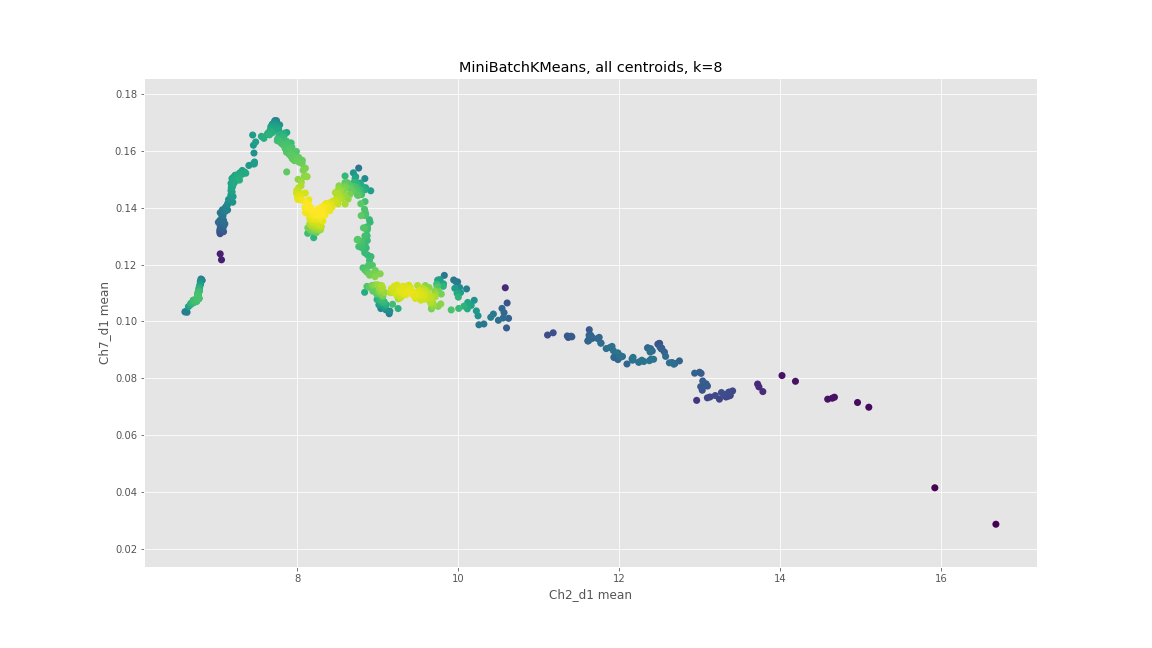 MiniBatchKMeans, all centroids, k=8
0.18
0.16
0.14
0.12
0.10
0.08
0.06
0.04
0.02
Ch7_d1 mean
8 10 12 14 16
Ch2_d1 mean